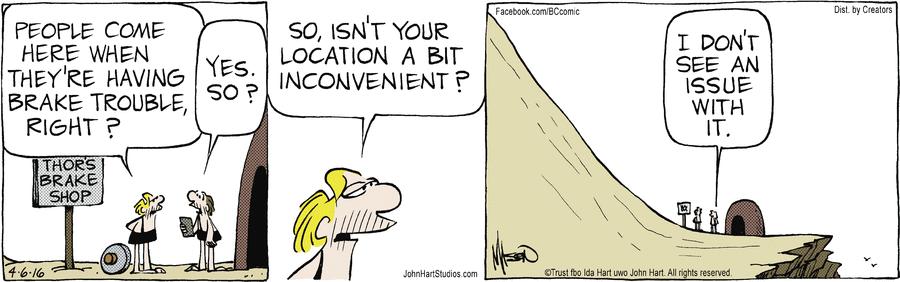 PEOPLE COME
HERE WHEN
THEY'RE HAVING
BRAKE TROUBLE,
RIGHT?
YES.
SO?
THOR'S
BRAKE
SHOP
4-6-16
SO, ISN'T YOUR
LOCATION A BIT
INCONVENIENT?
JohnHartStudios.com
Facebook.com/BCcomic
Dist. by Creators
I DON'T
SEE AN
ISSUE
WITH
IT.
©Trust fbo Ida Hart uwo John Hart. All rights reserved.